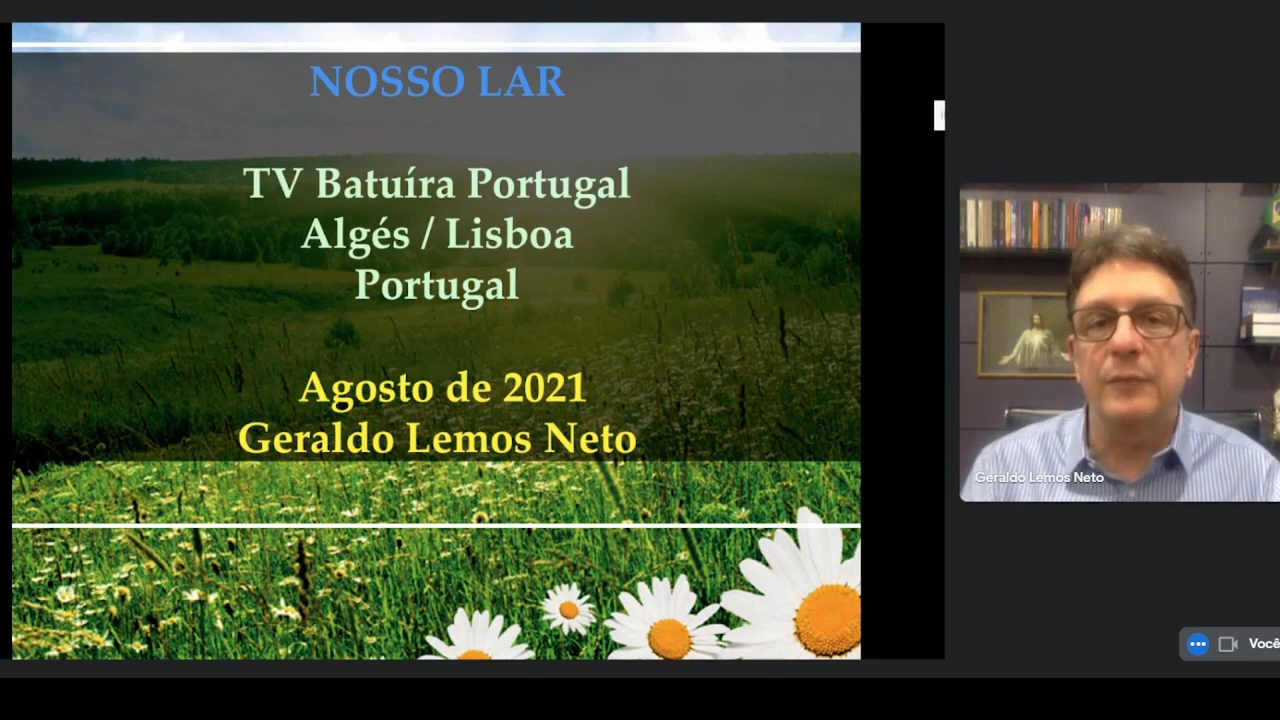 NOSSO LAR
TV Batuíra Portugal
Algés / Lisboa
Portugal
Agosto de 2021
Geraldo Lemos Neto
Geraldo Lemos Neto
Você